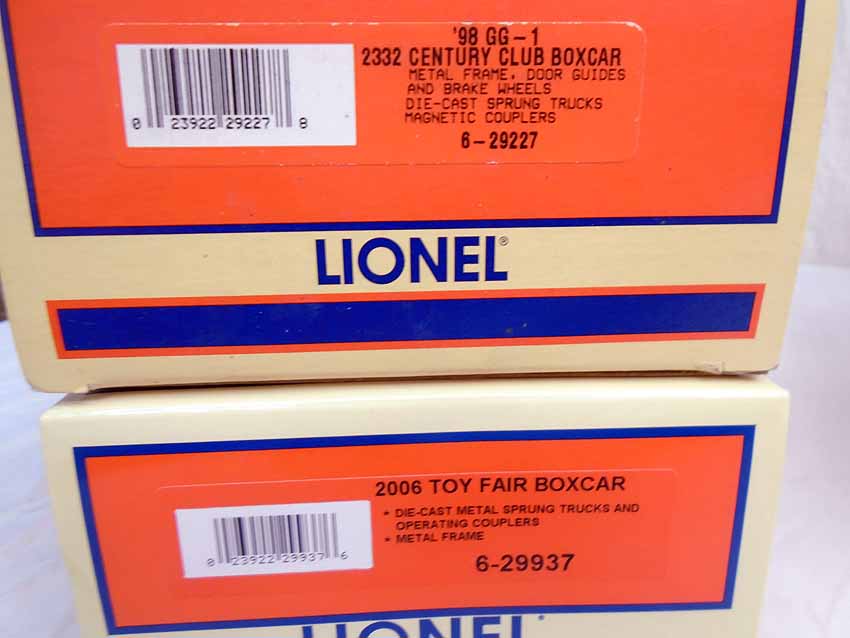 '98 GG-1
2332 CENTURY CLUB BOXCAR
METAL FRAME, DOOR GUIDES
AND BRAKE WHEELS
DIE-CAST SPRUNG TRUCKS
MAGNETIC COUPLERS
6-29227
0 23922 29227 8
LIONEL®
2006 TOY FAIR BOXCAR
• DIE-CAST METAL SPRUNG TRUCKS AND
OPERATING COUPLERS
• METAL FRAME
6-29937
0 23922 29937 6
LIONEL